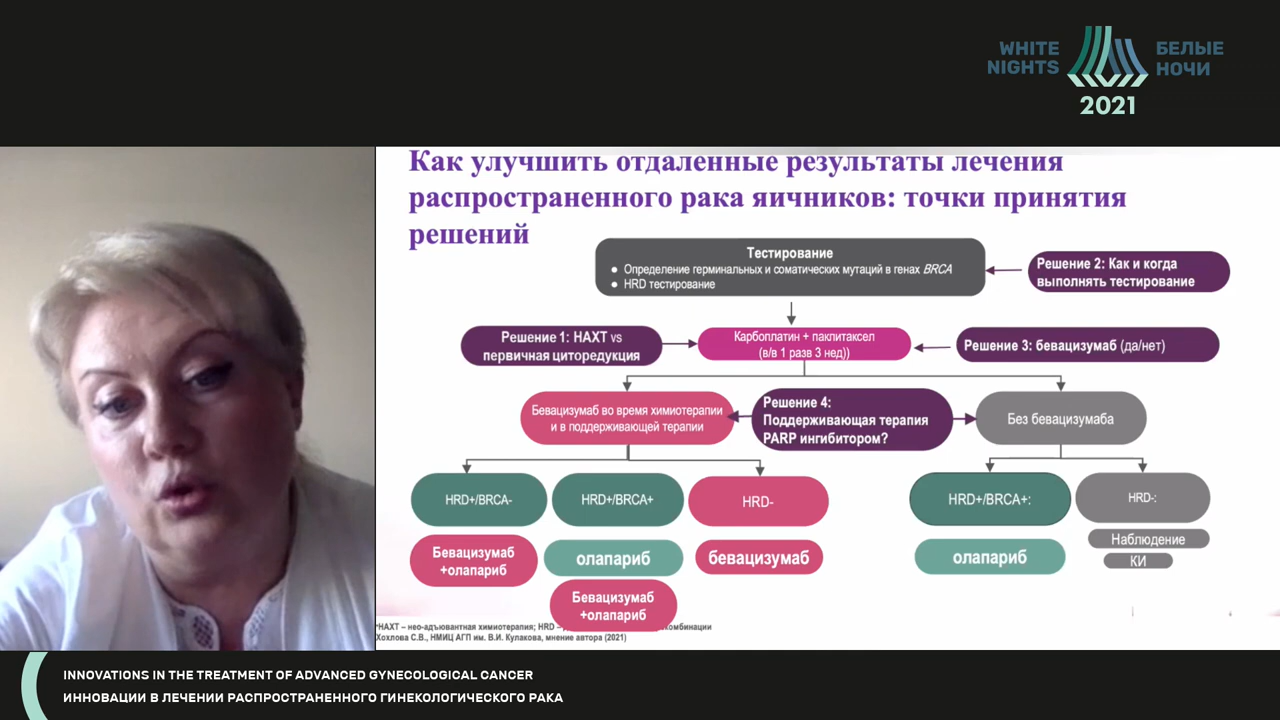 WHITE
NIGHTS
БЕЛЫЕ
НОЧИ
2021
Как улучшить отдаленные результаты лечения
распространенного рака яичников: точки принятия
решений
Тестирование
● Определение герминальных и соматических мутаций в генах BRCA
● HRD тестирование
Решение 2: Как и когда
выполнять тестирование
Решение 1: НАХТ vs
первичная циторедукция
Карбоплатин + паклитаксел
(в/в 1 разв 3 нед))
Решение 3: бевацизумаб (да/нет)
Бевацизумаб во время химиотерапии
и в поддерживающей терапии
Решение 4:
Поддерживающая терапия
PARP ингибитором?
Без бевацизумаба
HRD+/BRCA-
HRD+/BRCA+
HRD-
HRD+/BRCA+:
HRD-:
Бевацизумаб
+олапариб
олапариб
бевацизумаб
олапариб
Наблюдение
КИ
Бевацизумаб
+олапариб
*НАХТ – нео-адъювантная химиотерапия; HRD – комбинации
Хохлова С.В., НМИЦ АГП им. В.И. Кулакова, мнение автора (2021)
INNOVATIONS IN THE TREATMENT OF ADVANCED GYNECOLOGICAL CANCER
ИННОВАЦИИ В ЛЕЧЕНИИ РАСПРОСТРАНЕННОГО ГИНЕКОЛОГИЧЕСКОГО РАКА